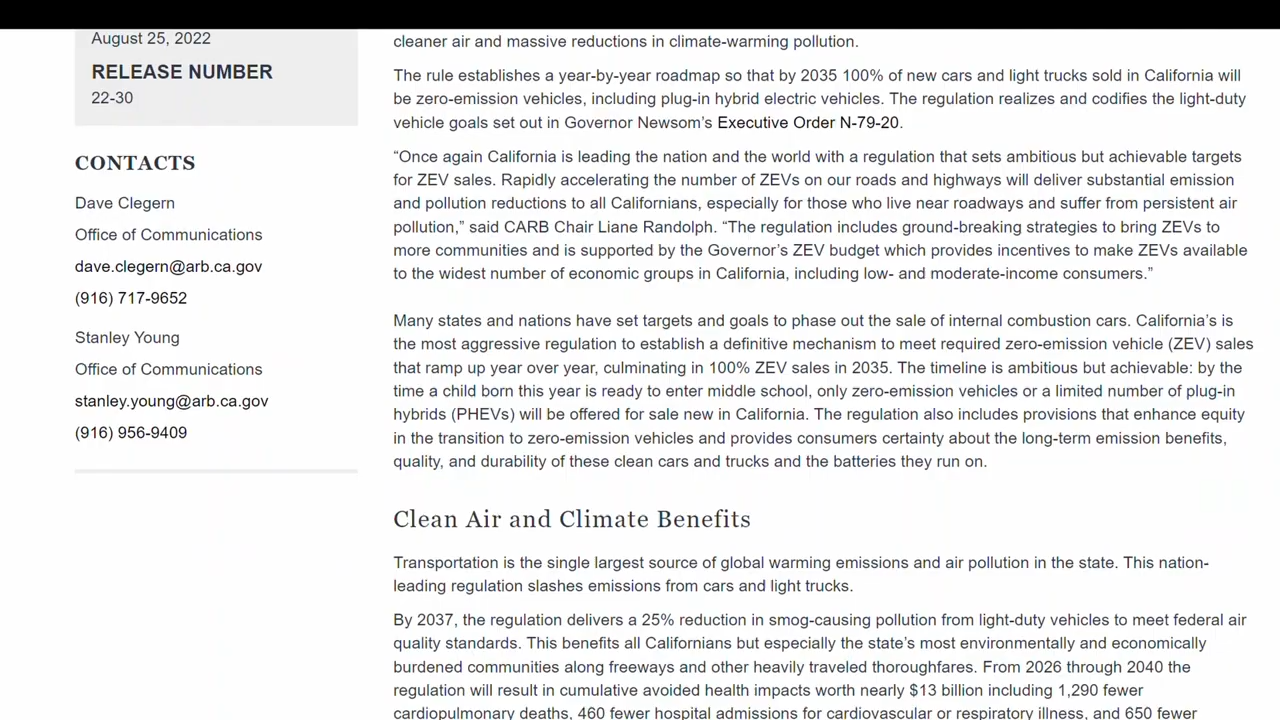 August 25, 2022
RELEASE NUMBER
22-30
CONTACTS
Dave Clegern
Office of Communications
dave.clegern@arb.ca.gov
(916) 717-9652
Stanley Young
Office of Communications
stanley.young@arb.ca.gov
(916) 956-9409
cleaner air and massive reductions in climate-warming pollution.
The rule establishes a year-by-year roadmap so that by 2035 100% of new cars and light trucks sold in California will
be zero-emission vehicles, including plug-in hybrid electric vehicles. The regulation realizes and codifies the light-duty
vehicle goals set out in Governor Newsom’s Executive Order N-79-20.
“Once again California is leading the nation and the world with a regulation that sets ambitious but achievable targets
for ZEV sales. Rapidly accelerating the number of ZEVs on our roads and highways will deliver substantial emission
and pollution reductions to all Californians, especially for those who live near roadways and suffer from persistent air
pollution,” said CARB Chair Liane Randolph. “The regulation includes ground-breaking strategies to bring ZEVs to
more communities and is supported by the Governor’s ZEV budget which provides incentives to make ZEVs available
to the widest number of economic groups in California, including low- and moderate-income consumers.”
Many states and nations have set targets and goals to phase out the sale of internal combustion cars. California’s is
the most aggressive regulation to establish a definitive mechanism to meet required zero-emission vehicle (ZEV) sales
that ramp up year over year, culminating in 100% ZEV sales in 2035. The timeline is ambitious but achievable: by the
time a child born this year is ready to enter middle school, only zero-emission vehicles or a limited number of plug-in
hybrids (PHEVs) will be offered for sale new in California. The regulation also includes provisions that enhance equity
in the transition to zero-emission vehicles and provides consumers certainty about the long-term emission benefits,
quality, and durability of these clean cars and trucks and the batteries they run on.
Clean Air and Climate Benefits
Transportation is the single largest source of global warming emissions and air pollution in the state. This nation-
leading regulation slashes emissions from cars and light trucks.
By 2037, the regulation delivers a 25% reduction in smog-causing pollution from light-duty vehicles to meet federal air
quality standards. This benefits all Californians but especially the state’s most environmentally and economically
burdened communities along freeways and other heavily traveled thoroughfares. From 2026 through 2040 the
regulation will result in cumulative avoided health impacts worth nearly $13 billion including 1,290 fewer
cardiopulmonary deaths, 460 fewer hospital admissions for cardiovascular or respiratory illness, and 650 fewer